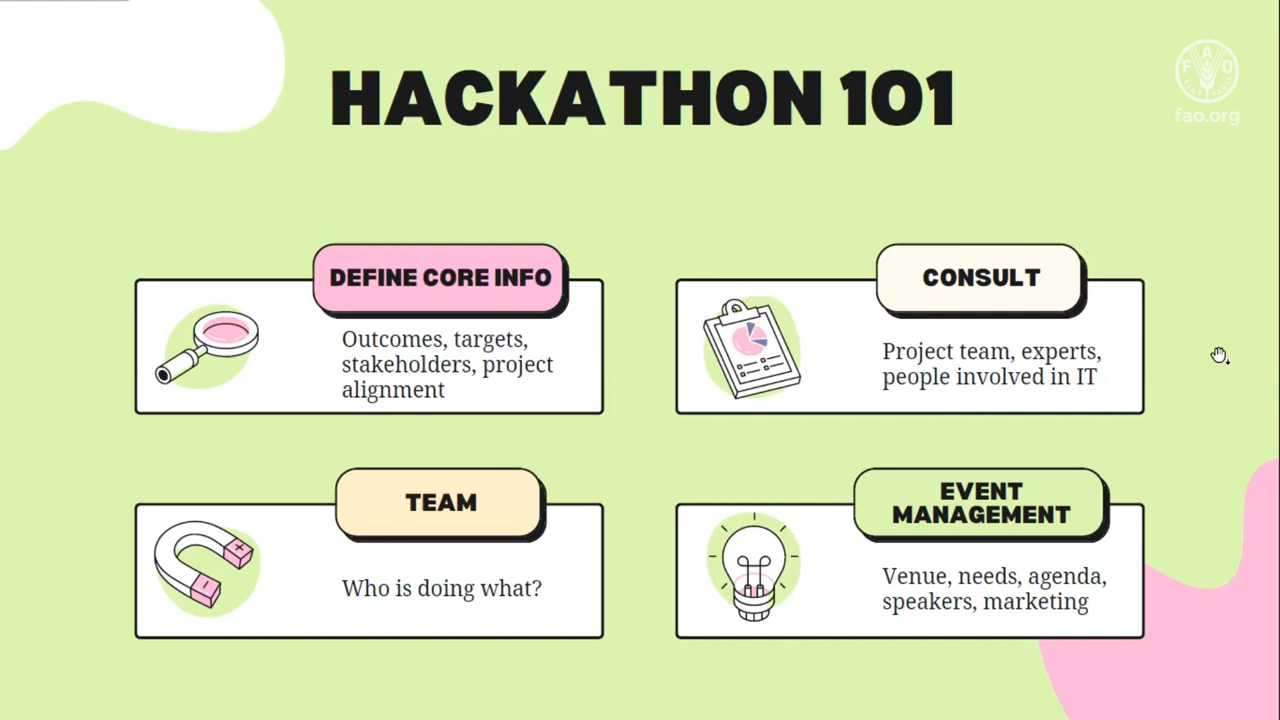 HACKATHON 101
F A O
fao.org
DEFINE CORE INFO
Outcomes, targets,
stakeholders, project
alignment
CONSULT
Project team, experts,
people involved in IT
TEAM
Who is doing what?
EVENT
MANAGEMENT
Venue, needs, agenda,
speakers, marketing